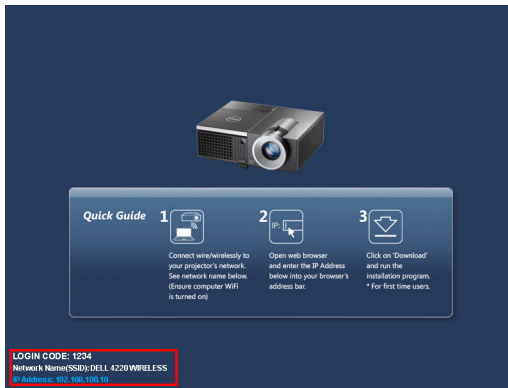 DELL
Quick Guide
1
2
3
IP:
Connect wire/wirelessly to
your projector's network.
See network name below.
(Ensure computer WiFi
is turned on)
Open web browser
and enter the IP Address
below into your browser's
address bar.
Click on 'Download'
and run the
installation program.
* For first time users.
LOGIN CODE: 1234
Network Name(SSID): DELL 4220 WIRELESS
IP Address: 192.168.100.10